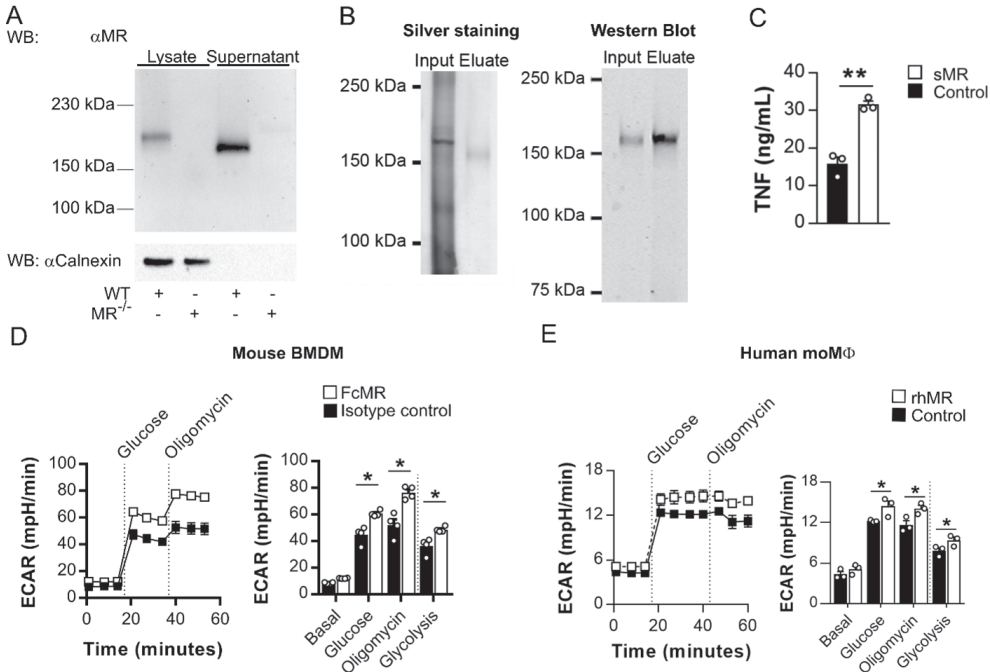 A
WB: αMR
Lysate Supernatant
230 kDa
150 kDa
100 kDa
WB: αCalnexin
WT + - + -
MR-/- - + - +
B
Silver staining
Input Eluate
250 kDa
150 kDa
100 kDa
Western Blot
Input Eluate
250 kDa
150 kDa
100 kDa
75 kDa
C
TNF (ng/mL)
40
30
20
10
0
**
sMR
Control
D
Mouse BMDM
FcMR
Isotype control
Glucose
Oligomycin
ECAR (mpH/min)
100
80
60
40
20
0
0 20 40 60
Time (minutes)
ECAR (mpH/min)
100
80
60
40
20
0
* * *
Basal
Glucose
Oligomycin
Glycolysis
E
Human moMΦ
rhMR
Control
Glucose
Oligomycin
ECAR (mpH/min)
18
12
6
0
0 20 40 60
Time (minutes)
ECAR (mpH/min)
18
12
6
0
* * *
Basal
Glucose
Oligomycin
Glycolysis